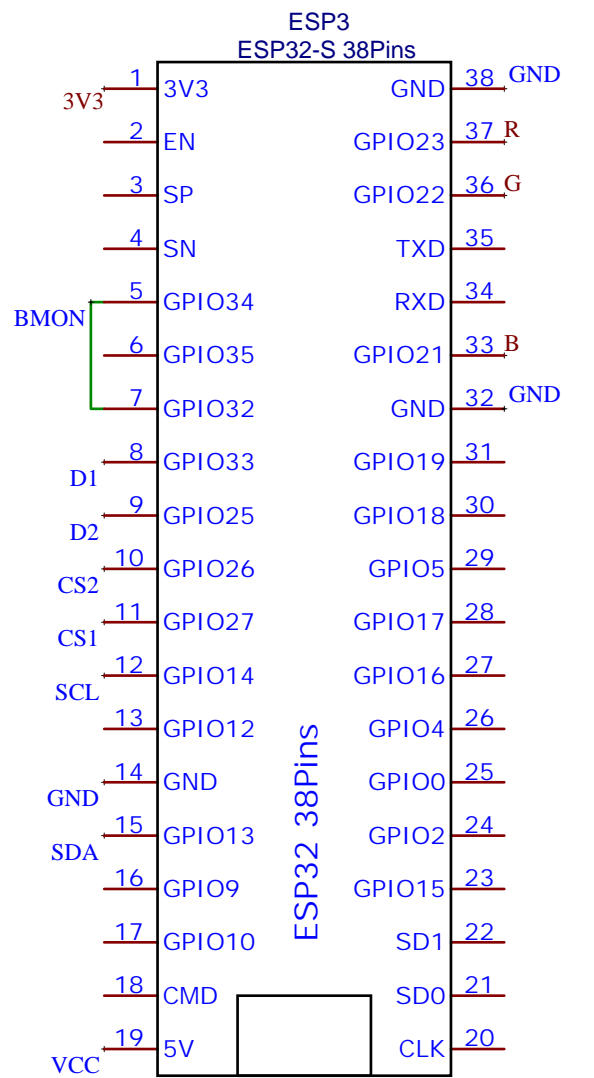 ESP3
ESP32-S 38Pins
3V3 1 3V3 GND 38 GND
2 EN GPIO23 37 R
3 SP GPIO22 36 G
4 SN TXD 35
BMON 5 GPIO34 RXD 34
6 GPIO35 GPIO21 33 B
7 GPIO32 GND 32 GND
D1 8 GPIO33 GPIO19 31
D2 9 GPIO25 GPIO18 30
CS2 10 GPIO26 GPIO5 29
CS1 11 GPIO27 GPIO17 28
SCL 12 GPIO14 GPIO16 27
13 GPIO12 GPIO4 26
GND 14 GND GPIO0 25
SDA 15 GPIO13 GPIO2 24
16 GPIO9 GPIO15 23
17 GPIO10 SD1 22
18 CMD SD0 21
VCC 19 5V CLK 20
ESP32 38Pins